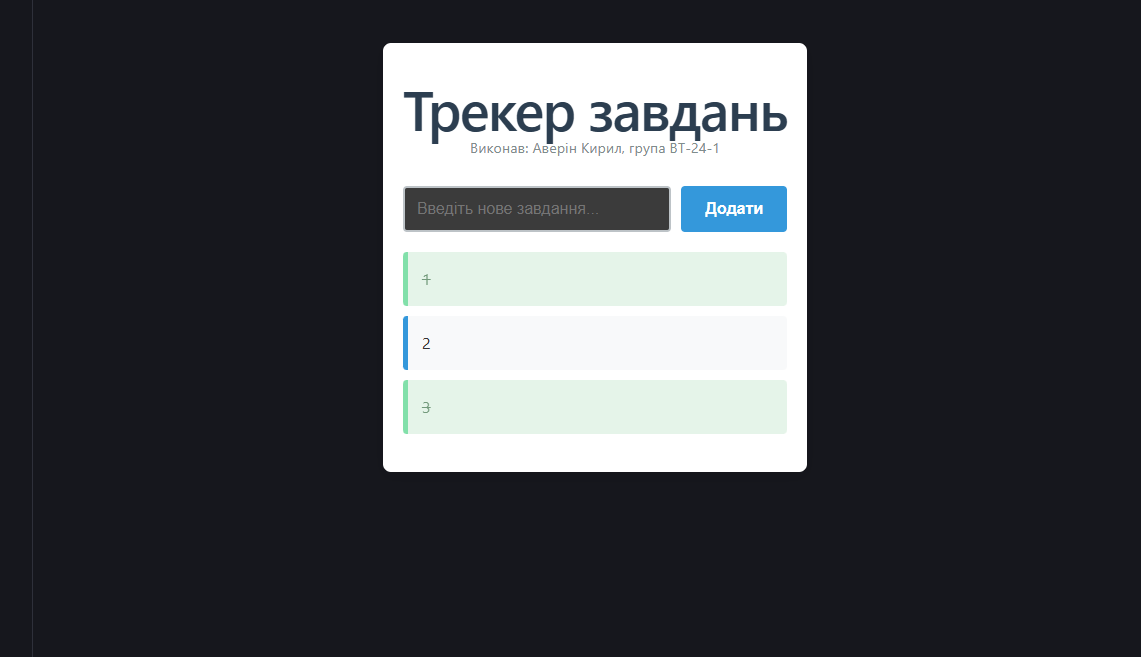 Трекер завдань
Виконав: Аверін Кирил, група ВТ-24-1
Введіть нове завдання...
Додати
1
2
3